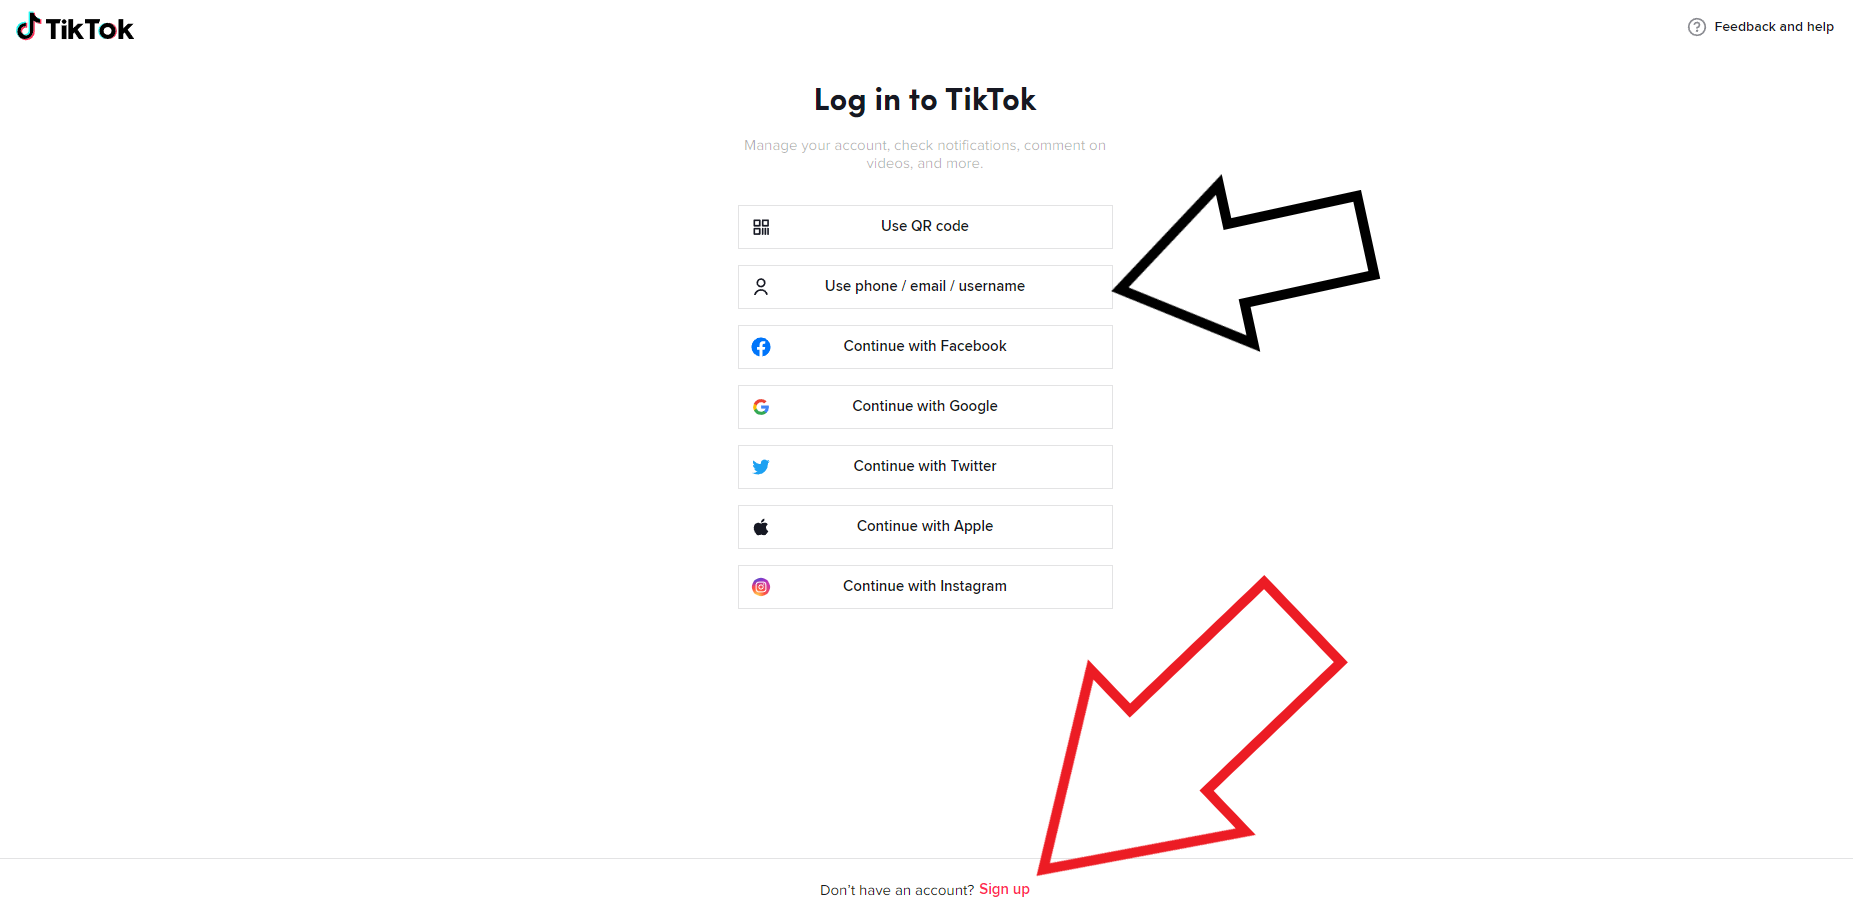 TikTok
Feedback and help
Log in to TikTok
Manage your account, check notifications, comment on
videos, and more.
Use QR code
Use phone / email / username
Continue with Facebook
Continue with Google
Continue with Twitter
Continue with Apple
Continue with Instagram
Don’t have an account? Sign up